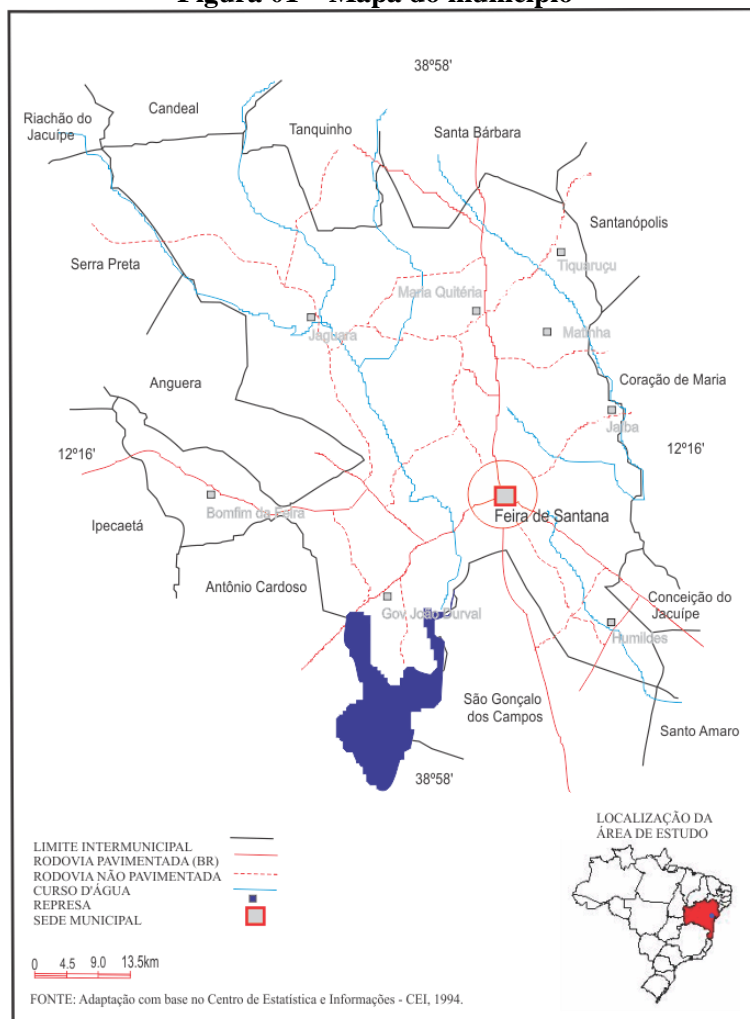 Figura 01 - Mapa do município
38º58'
Candeal
Riachão do
Jacuípe
Tanquinho
Santa Bárbara
Santanópolis
Tiquaruçu
Serra Preta
Maria Quitéria
Jaguara
Matinha
Anguera
Coração de Maria
Jaíba
12º16'
12º16'
Bomfim da Feira
Feira de Santana
Ipecaetá
Antônio Cardoso
Gov. João Durval
Conceição do
Jacuípe
Humildes
São Gonçalo
dos Campos
Santo Amaro
38º58'
LOCALIZAÇÃO DA
ÁREA DE ESTUDO
LIMITE INTERMUNICIPAL
RODOVIA PAVIMENTADA (BR)
RODOVIA NÃO PAVIMENTADA
CURSO D'ÁGUA
REPRESA
SEDE MUNICIPAL
0 4.5 9.0 13.5km
FONTE: Adaptação com base no Centro de Estatística e Informações - CEI, 1994.